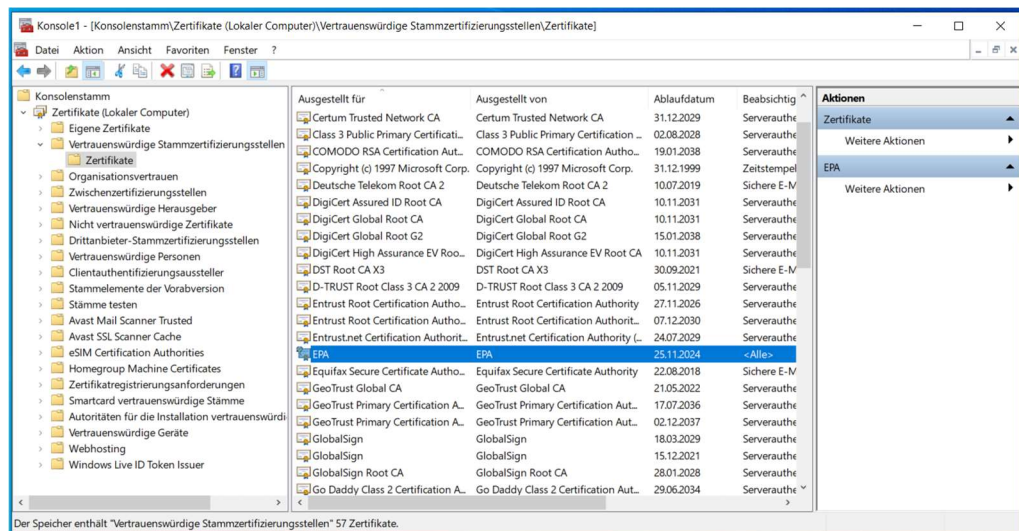 Konsole1 - [Konsolenstamm\Zertifikate (Lokaler Computer)\Vertrauenswürdige Stammzertifizierungsstellen\Zertifikate]
Datei Aktion Ansicht Favoriten Fenster ?
Konsolenstamm
Zertifikate (Lokaler Computer)
Eigene Zertifikate
Vertrauenswürdige Stammzertifizierungsstellen
Zertifikate
Organisationsvertrauen
Zwischenzertifizierungsstellen
Vertrauenswürdige Herausgeber
Nicht vertrauenswürdige Zertifikate
Drittanbieter-Stammzertifizierungsstellen
Vertrauenswürdige Personen
Clientauthentifizierungsaussteller
Stammelemente der Vorabversion
Stämme testen
Avast Mail Scanner Trusted
Avast SSL Scanner Cache
eSIM Certification Authorities
Homegroup Machine Certificates
Zertifikatregistrierungsanforderungen
Smartcard vertrauenswürdige Stämme
Autoritäten für die Installation vertrauenswürdi
Vertrauenswürdige Geräte
Webhosting
Windows Live ID Token Issuer
Ausgestellt für Ausgestellt von Ablaufdatum Beabsichtig
Certum Trusted Network CA Certum Trusted Network CA 31.12.2029 Serverauthe
Class 3 Public Primary Certificati... Class 3 Public Primary Certification ... 02.08.2028 Serverauthe
COMODO RSA Certification Aut... COMODO RSA Certification Autho... 19.01.2038 Serverauthe
Copyright (c) 1997 Microsoft Corp. Copyright (c) 1997 Microsoft Corp. 31.12.1999 Zeitstempel
Deutsche Telekom Root CA 2 Deutsche Telekom Root CA 2 10.07.2019 Sichere E-M
DigiCert Assured ID Root CA DigiCert Assured ID Root CA 10.11.2031 Serverauthe
DigiCert Global Root CA DigiCert Global Root CA 10.11.2031 Serverauthe
DigiCert Global Root G2 DigiCert Global Root G2 15.01.2038 Serverauthe
DigiCert High Assurance EV Roo... DigiCert High Assurance EV Root CA 10.11.2031 Serverauthe
DST Root CA X3 DST Root CA X3 30.09.2021 Sichere E-M
D-TRUST Root Class 3 CA 2 2009 D-TRUST Root Class 3 CA 2 2009 05.11.2029 Serverauthe
Entrust Root Certification Autho... Entrust Root Certification Authority 27.11.2026 Serverauthe
Entrust Root Certification Autho... Entrust Root Certification Authorit... 07.12.2030 Serverauthe
Entrust.net Certification Authorit... Entrust.net Certification Authority (... 24.07.2029 Serverauthe
EPA EPA 25.11.2024 <Alle>
Equifax Secure Certificate Autho... Equifax Secure Certificate Authority 22.08.2018 Sichere E-M
GeoTrust Global CA GeoTrust Global CA 21.05.2022 Serverauthe
GeoTrust Primary Certification A... GeoTrust Primary Certification Aut... 17.07.2036 Serverauthe
GeoTrust Primary Certification A... GeoTrust Primary Certification Aut... 02.12.2037 Serverauthe
GlobalSign GlobalSign 18.03.2029 Serverauthe
GlobalSign GlobalSign 15.12.2021 Serverauthe
GlobalSign Root CA GlobalSign Root CA 28.01.2028 Serverauthe
Go Daddy Class 2 Certification A... Go Daddy Class 2 Certification Aut... 29.06.2034 Serverauthe
Aktionen
Zertifikate
Weitere Aktionen
EPA
Weitere Aktionen
Der Speicher enthält "Vertrauenswürdige Stammzertifizierungsstellen" 57 Zertifikate.